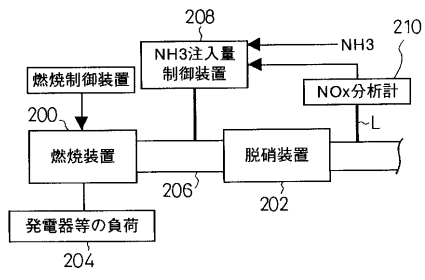 208
NH3注入量
制御装置
NH3
210
NOx分析計
燃焼制御装置
200
燃焼装置
L
脱硝装置
206
202
発電器等の負荷
204